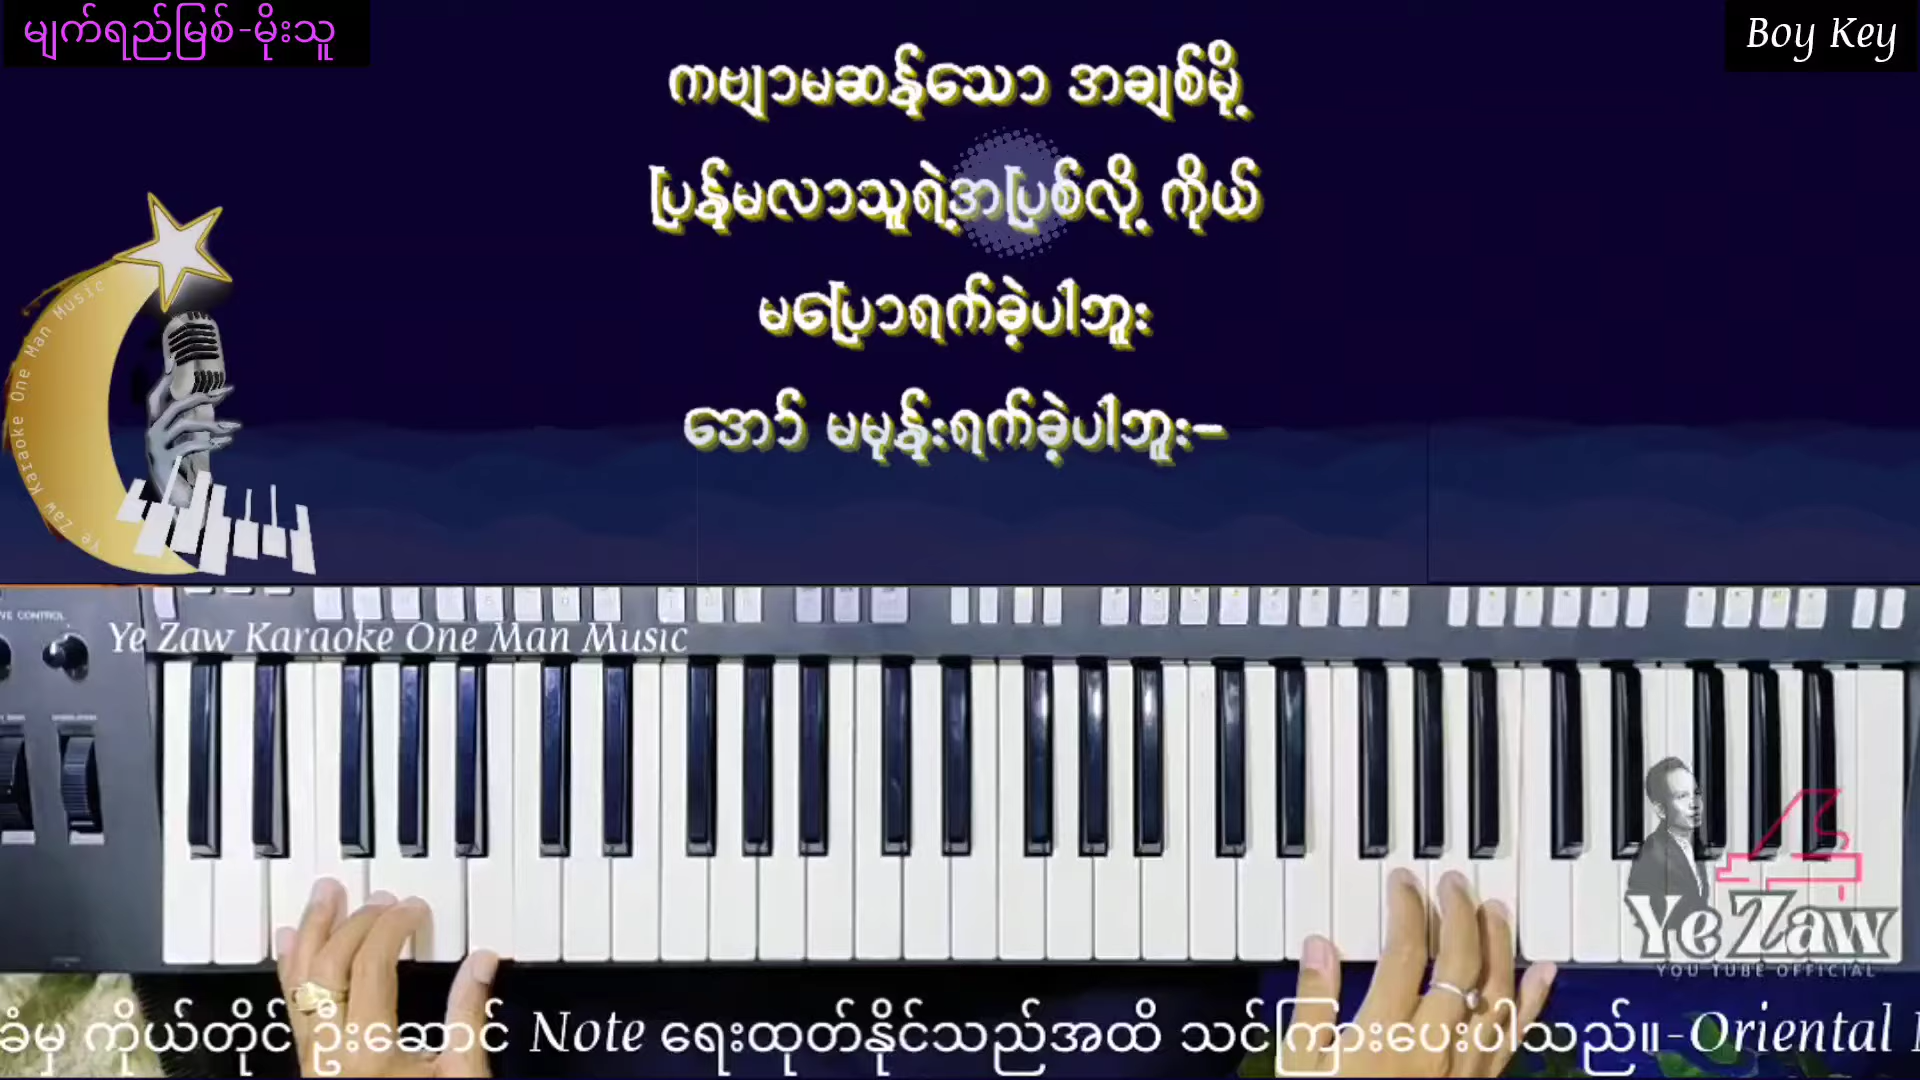 မျက်ရည်မြစ်-မိုးသူ
Boy Key
ကဗျာမဆန်သော အချစ်မို့
ပြန်မလာသူရဲ့အပြစ်လို့ ကိုယ်
မပြောရက်ခဲ့ပါဘူး
အော် မမုန်းရက်ခဲ့ပါဘူး-
Ye Zaw Karaoke One Man Music
Ye Zaw Karaoke One Man Music
Ye Zaw
YOU TUBE OFFICIAL
ခံမှ ကိုယ်တိုင် ဦးဆောင် Note ရေးထုတ်နိုင်သည်အထိ သင်ကြားပေးပါသည်။-Oriental